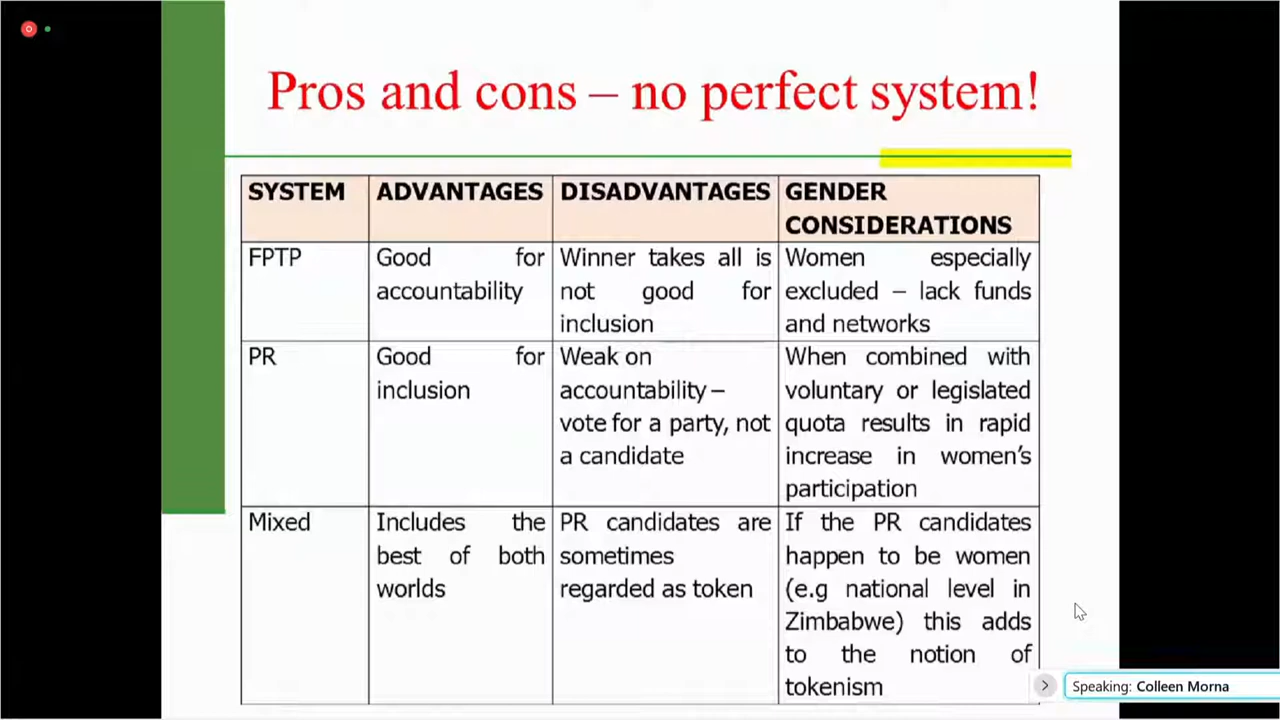 Pros and cons – no perfect system!
SYSTEM
ADVANTAGES
DISADVANTAGES
GENDER
CONSIDERATIONS
FPTP
Good for
accountability
Winner takes all is
not good for
inclusion
Women especially
excluded – lack funds
and networks
PR
Good for
inclusion
Weak on
accountability –
vote for a party, not
a candidate
When combined with
voluntary or legislated
quota results in rapid
increase in women’s
participation
Mixed
Includes the
best of both
worlds
PR candidates are
sometimes
regarded as token
If the PR candidates
happen to be women
(e.g national level in
Zimbabwe) this adds
to the notion of
tokenism
Speaking: Colleen Morna